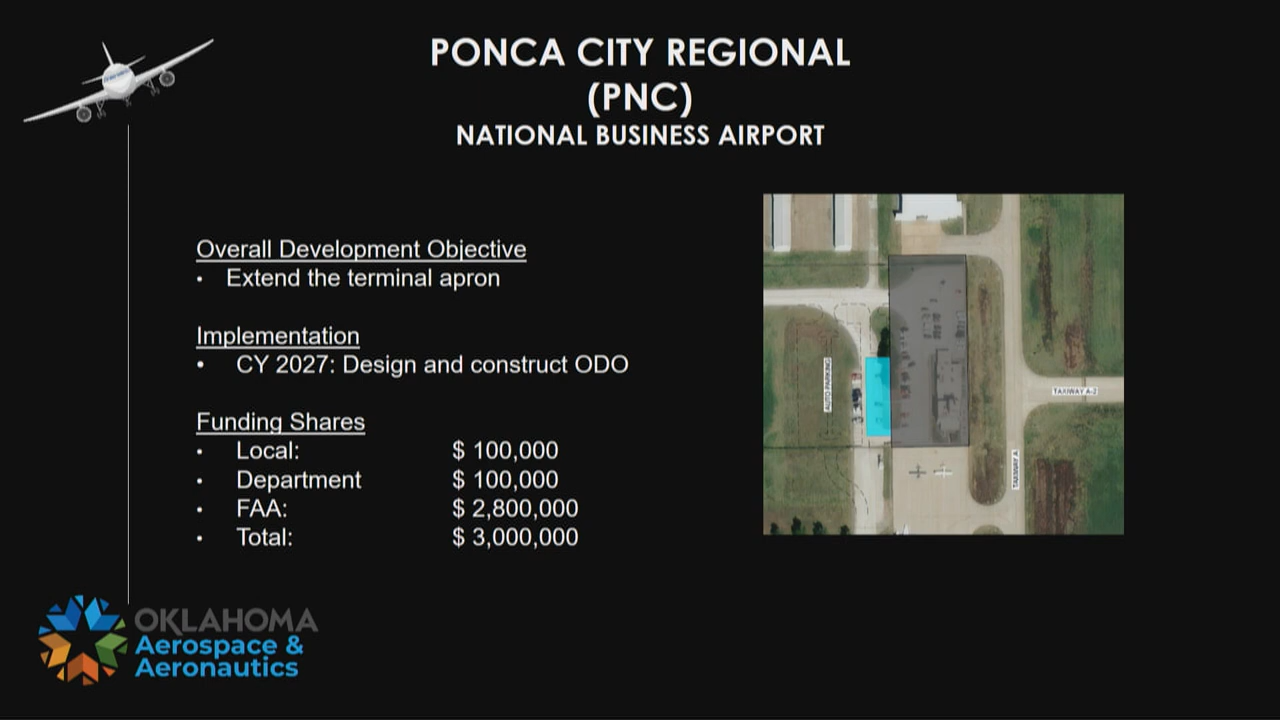 PONCA CITY REGIONAL
(PNC)
NATIONAL BUSINESS AIRPORT
Overall Development Objective
• Extend the terminal apron
Implementation
• CY 2027: Design and construct ODO
Funding Shares
• Local: $ 100,000
• Department $ 100,000
• FAA: $ 2,800,000
• Total: $ 3,000,000
AUTO PARKING
TAXIWAY A-2
TAXIWAY A
OKLAHOMA
Aerospace &
Aeronautics